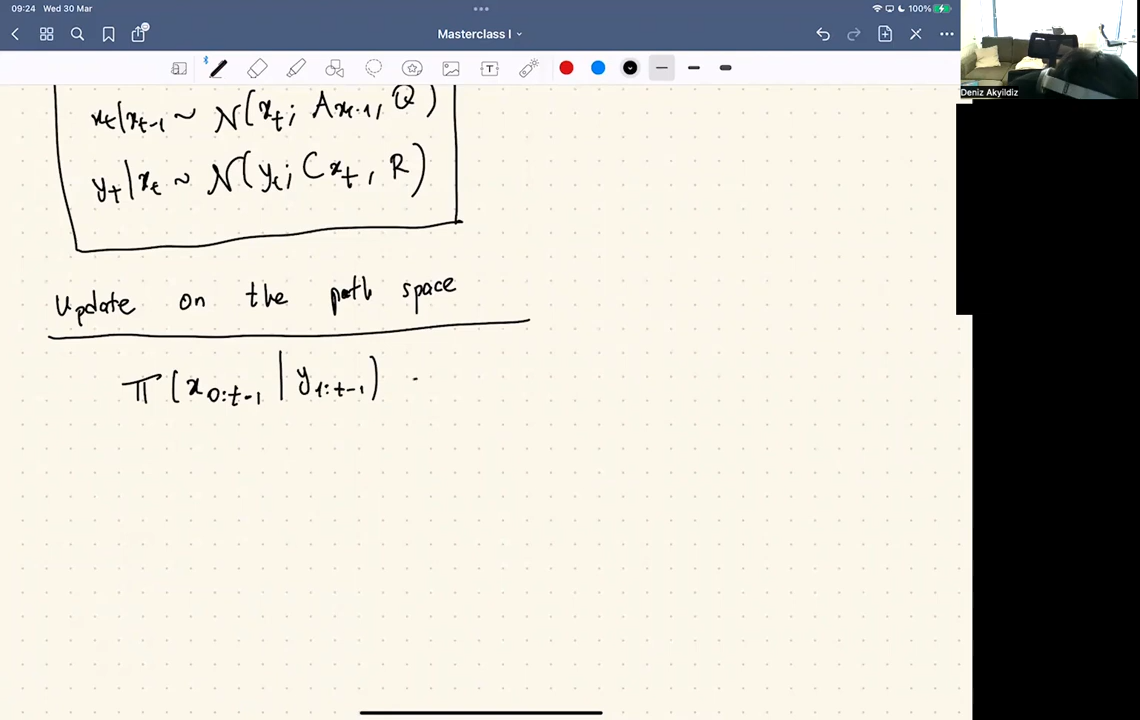 09:24 Wed 30 Mar
100%
Masterclass I
Deniz Akyildiz
x_t|x_{t-1} ~ N(x_t; Ax_{t-1}, Q)
y_t|x_t ~ N(y_t; Cx_t, R)
Update on the path space
π(x_{0:t-1} | y_{1:t-1})